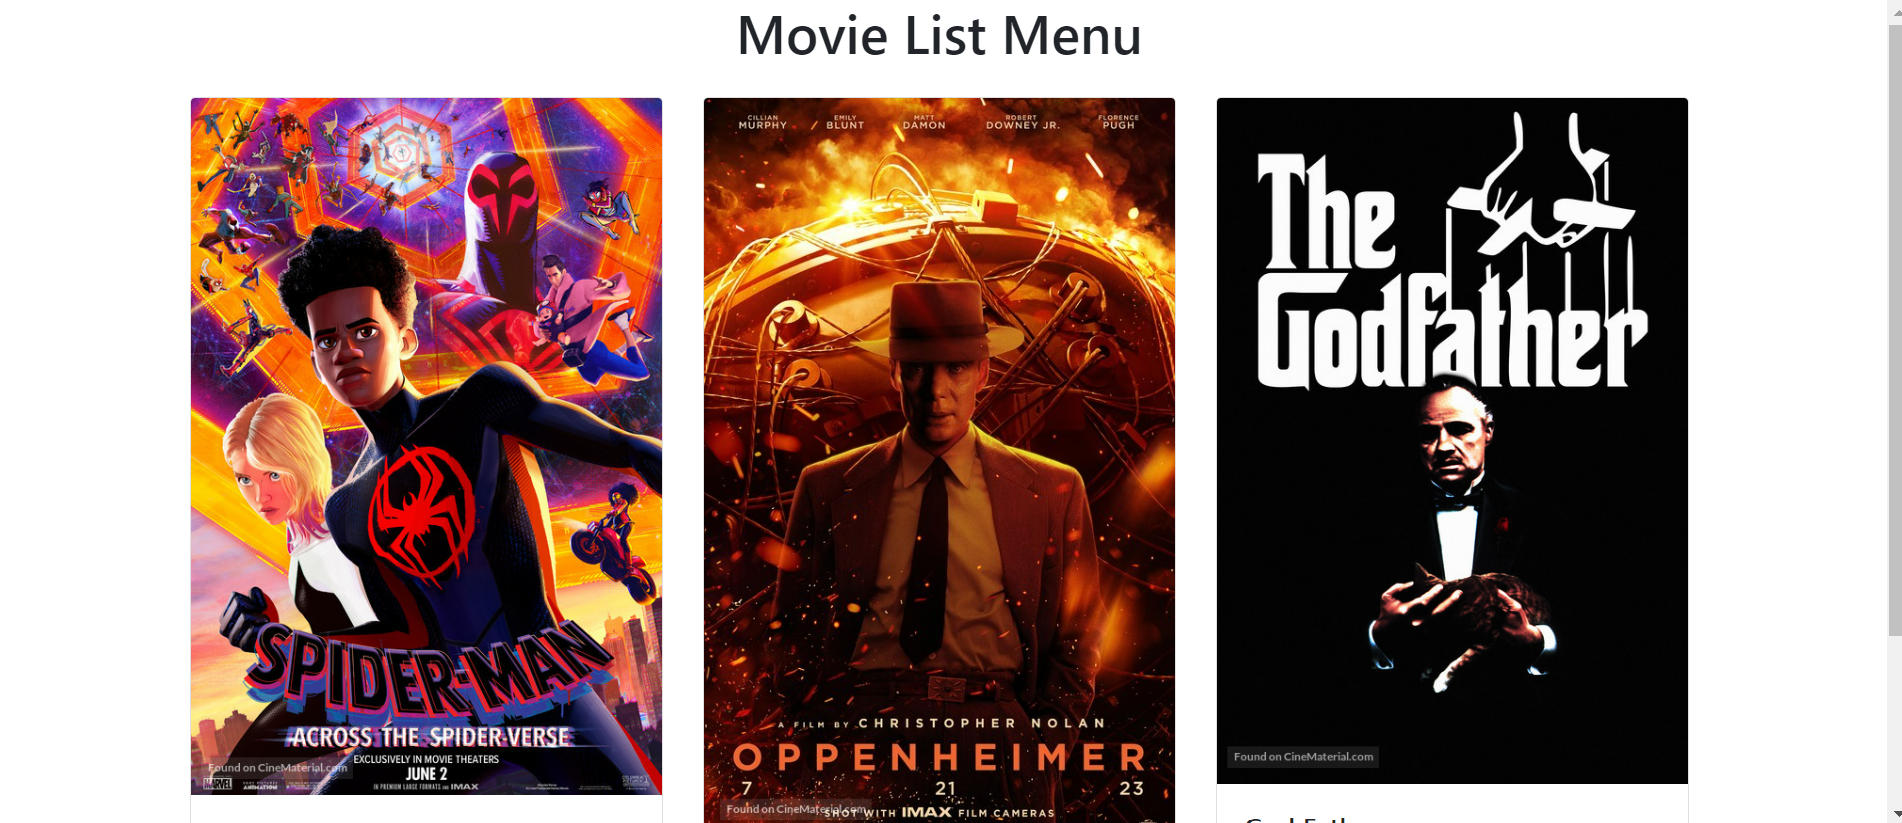 Movie List Menu
SPIDER-MAN
ACROSS THE SPIDER-VERSE
EXCLUSIVELY IN MOVIE THEATERS
JUNE 2
IN PREMIUM LARGE FORMATS AND IMAX
Found on CineMaterial.com
MARVEL
ANIMATION
CILLIAN MURPHY
EMILY BLUNT
MATT DAMON
ROBERT DOWNEY JR.
FLORENCE PUGH
A FILM BY CHRISTOPHER NOLAN
OPPENHEIMER
7 21 23
Found on CineMaterial.com
SHOT WITH IMAX FILM CAMERAS
The
Godfather
Found on CineMaterial.com